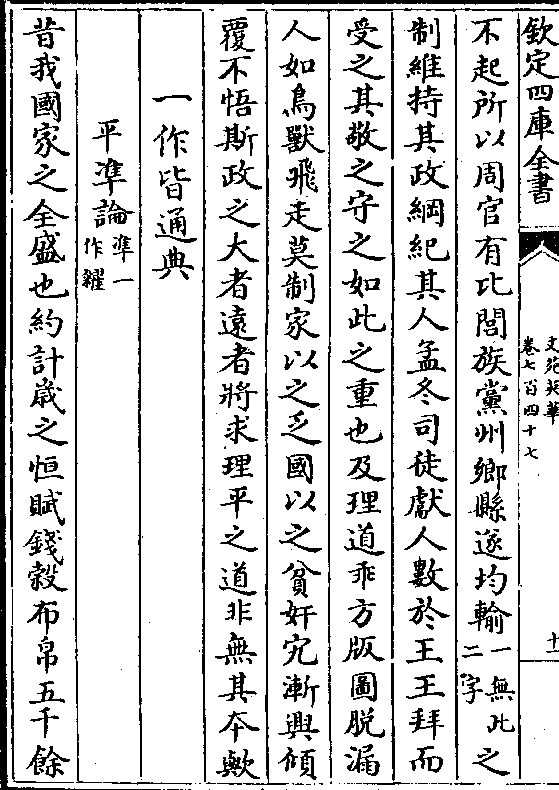 欽定四庫全書
文苑英華
卷七百四十七
十一
不起所以周官有比閭族黨州鄉縣遂均輸一無此二字之
制維持其政綱紀其人孟冬司徒獻人數於王王拜而
受之其敬之守之如此之重也及理道乖方版圖脱漏
人如鳥獸飛走莫制家以之乏國以之貧奸宄漸興傾
覆不悟斯政之大者逺者將求理平之道非無其本歟
一作皆通典
平準論準一作糴
昔我國家之全盛也約計歳之恒賦錢穀布帛五千餘